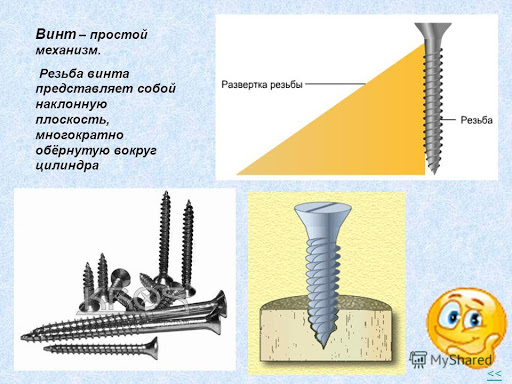 Винт – простой
механизм.
Резьба винта
представляет собой
наклонную
плоскость,
многократно
обёрнутую вокруг
цилиндра
Развертка резьбы
Резьба
MyShared
<<